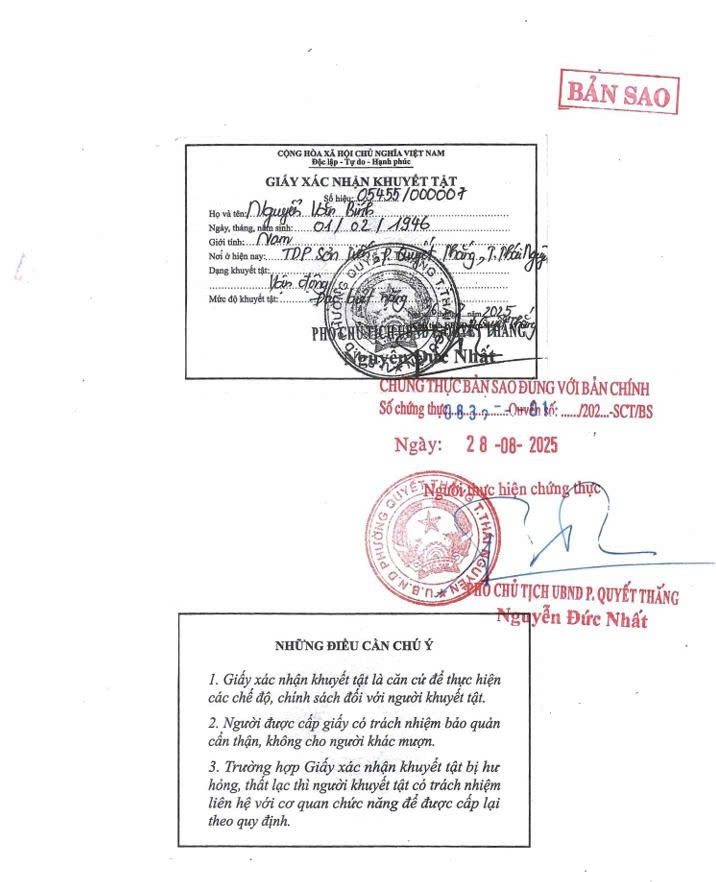 BẢN SAO
CỘNG HÒA XÃ HỘI CHỦ NGHĨA VIỆT NAM
Độc lập - Tự do - Hạnh phúc
GIẤY XÁC NHẬN KHUYẾT TẬT
Số hiệu: 05455/000007
Họ và tên: Nguyễn Văn Bính
Ngày, tháng, năm sinh: 01 / 02 / 1946
Giới tính: Nam
Nơi ở hiện nay: TDP Sơn Tiến, P. Quyết Thắng, T. Thái Nguyên
Dạng khuyết tật:
Vận động
Mức độ khuyết tật: Đặc biệt nặng
năm 2025
PHÓ CHỦ TỊCH UBND P. QUYẾT THẮNG
Nguyễn Đức Nhất
CHỨNG THỰC BẢN SAO ĐÚNG VỚI BẢN CHÍNH
Số chứng thực Quyển số: ...../202...-SCT/BS
Ngày: 28 -08- 2025
Người thực hiện chứng thực
U.B.N.D PHƯỜNG QUYẾT THẮNG T.THÁI NGUYÊN
PHÓ CHỦ TỊCH UBND P. QUYẾT THẮNG
Nguyễn Đức Nhất
NHỮNG ĐIỀU CẦN CHÚ Ý
1. Giấy xác nhận khuyết tật là căn cứ để thực hiện
các chế độ, chính sách đối với người khuyết tật.
2. Người được cấp giấy có trách nhiệm bảo quản
cẩn thận, không cho người khác mượn.
3. Trường hợp Giấy xác nhận khuyết tật bị hư
hỏng, thất lạc thì người khuyết tật có trách nhiệm
liên hệ với cơ quan chức năng để được cấp lại
theo quy định.